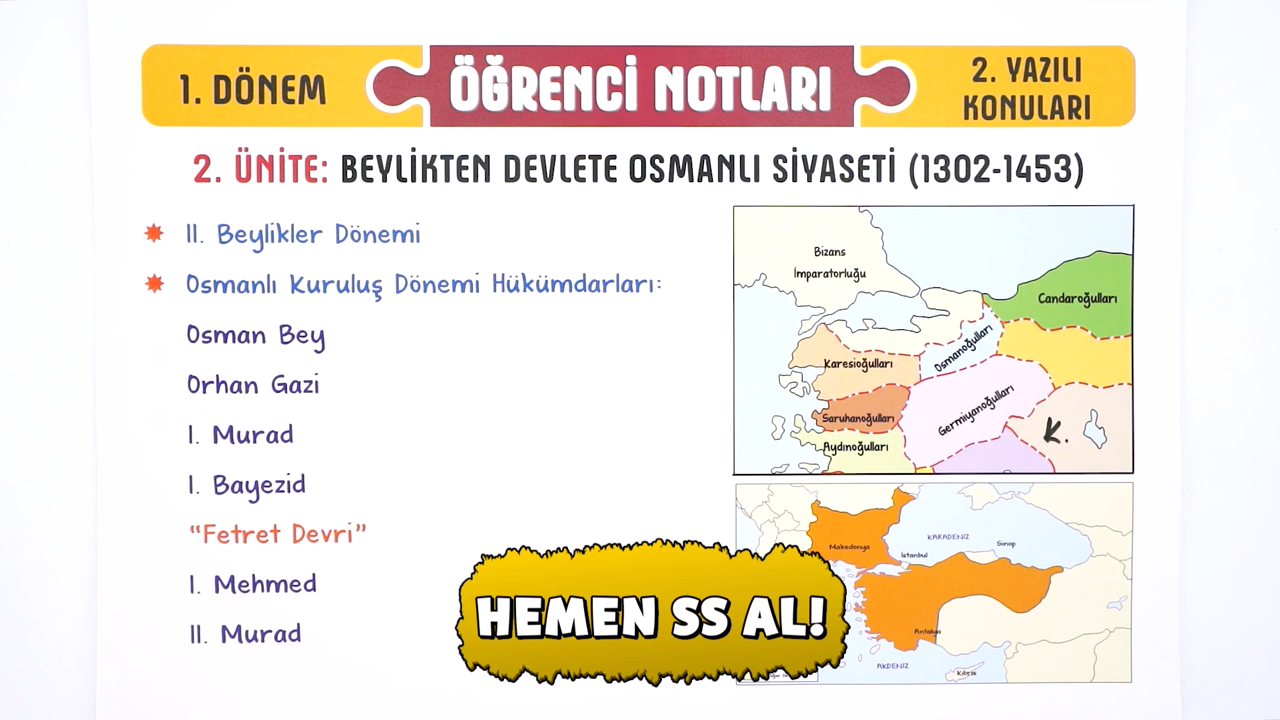 1. DÖNEM
ÖĞRENCİ NOTLARI
2. YAZILI
KONULARI
2. ÜNİTE: BEYLİKTEN DEVLETE OSMANLI SİYASETİ (1302-1453)
II. Beylikler Dönemi
Osmanlı Kuruluş Dönemi Hükümdarları:
Osman Bey
Orhan Gazi
I. Murad
I. Bayezid
"Fetret Devri"
I. Mehmed
II. Murad
Bizans
İmparatorluğu
Candaroğulları
Osmanoğulları
Karesioğulları
Germiyanoğulları
Saruhanoğulları
K.
Aydınoğulları
KARADENİZ
Makedonya
İstanbul
Sinop
Antalya
AKDENİZ
Kıbrıs
HEMEN SS AL!